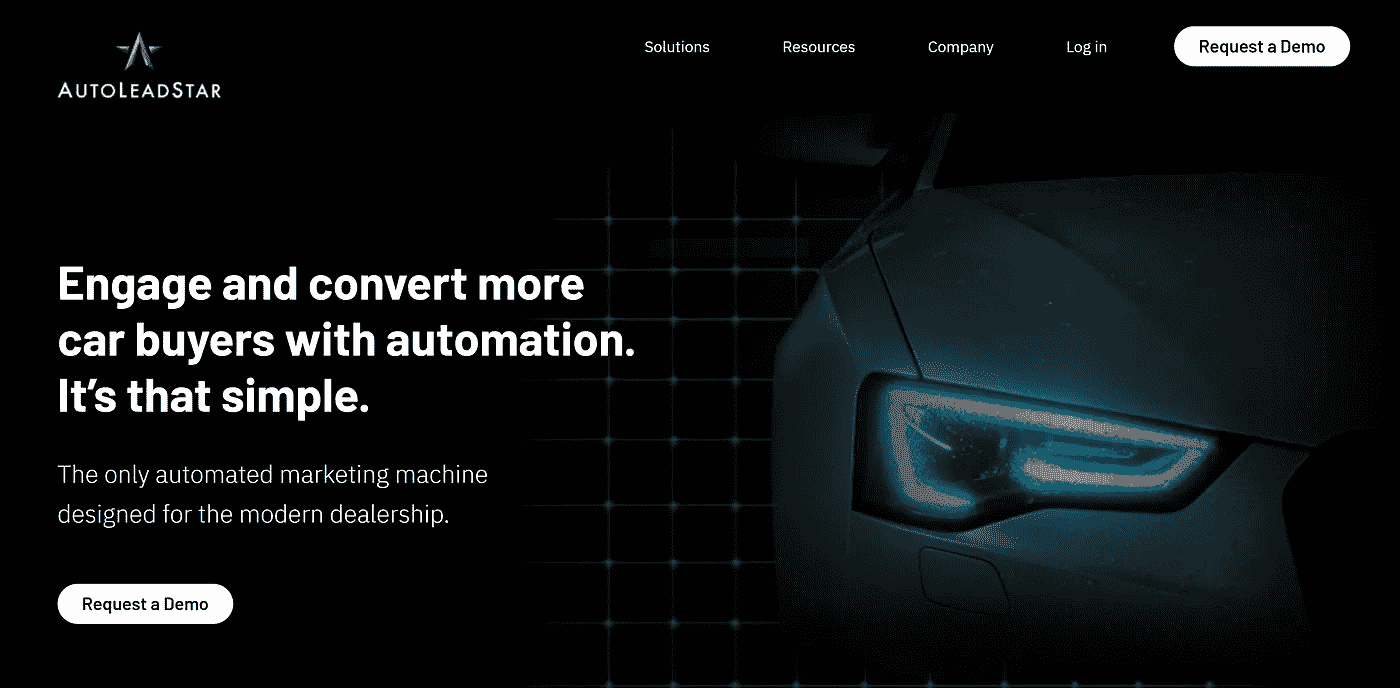 AUTOLEADSTAR
Solutions
Resources
Company
Log in
Request a Demo
Engage and convert more
car buyers with automation.
It's that simple.
The only automated marketing machine
designed for the modern dealership.
Request a Demo